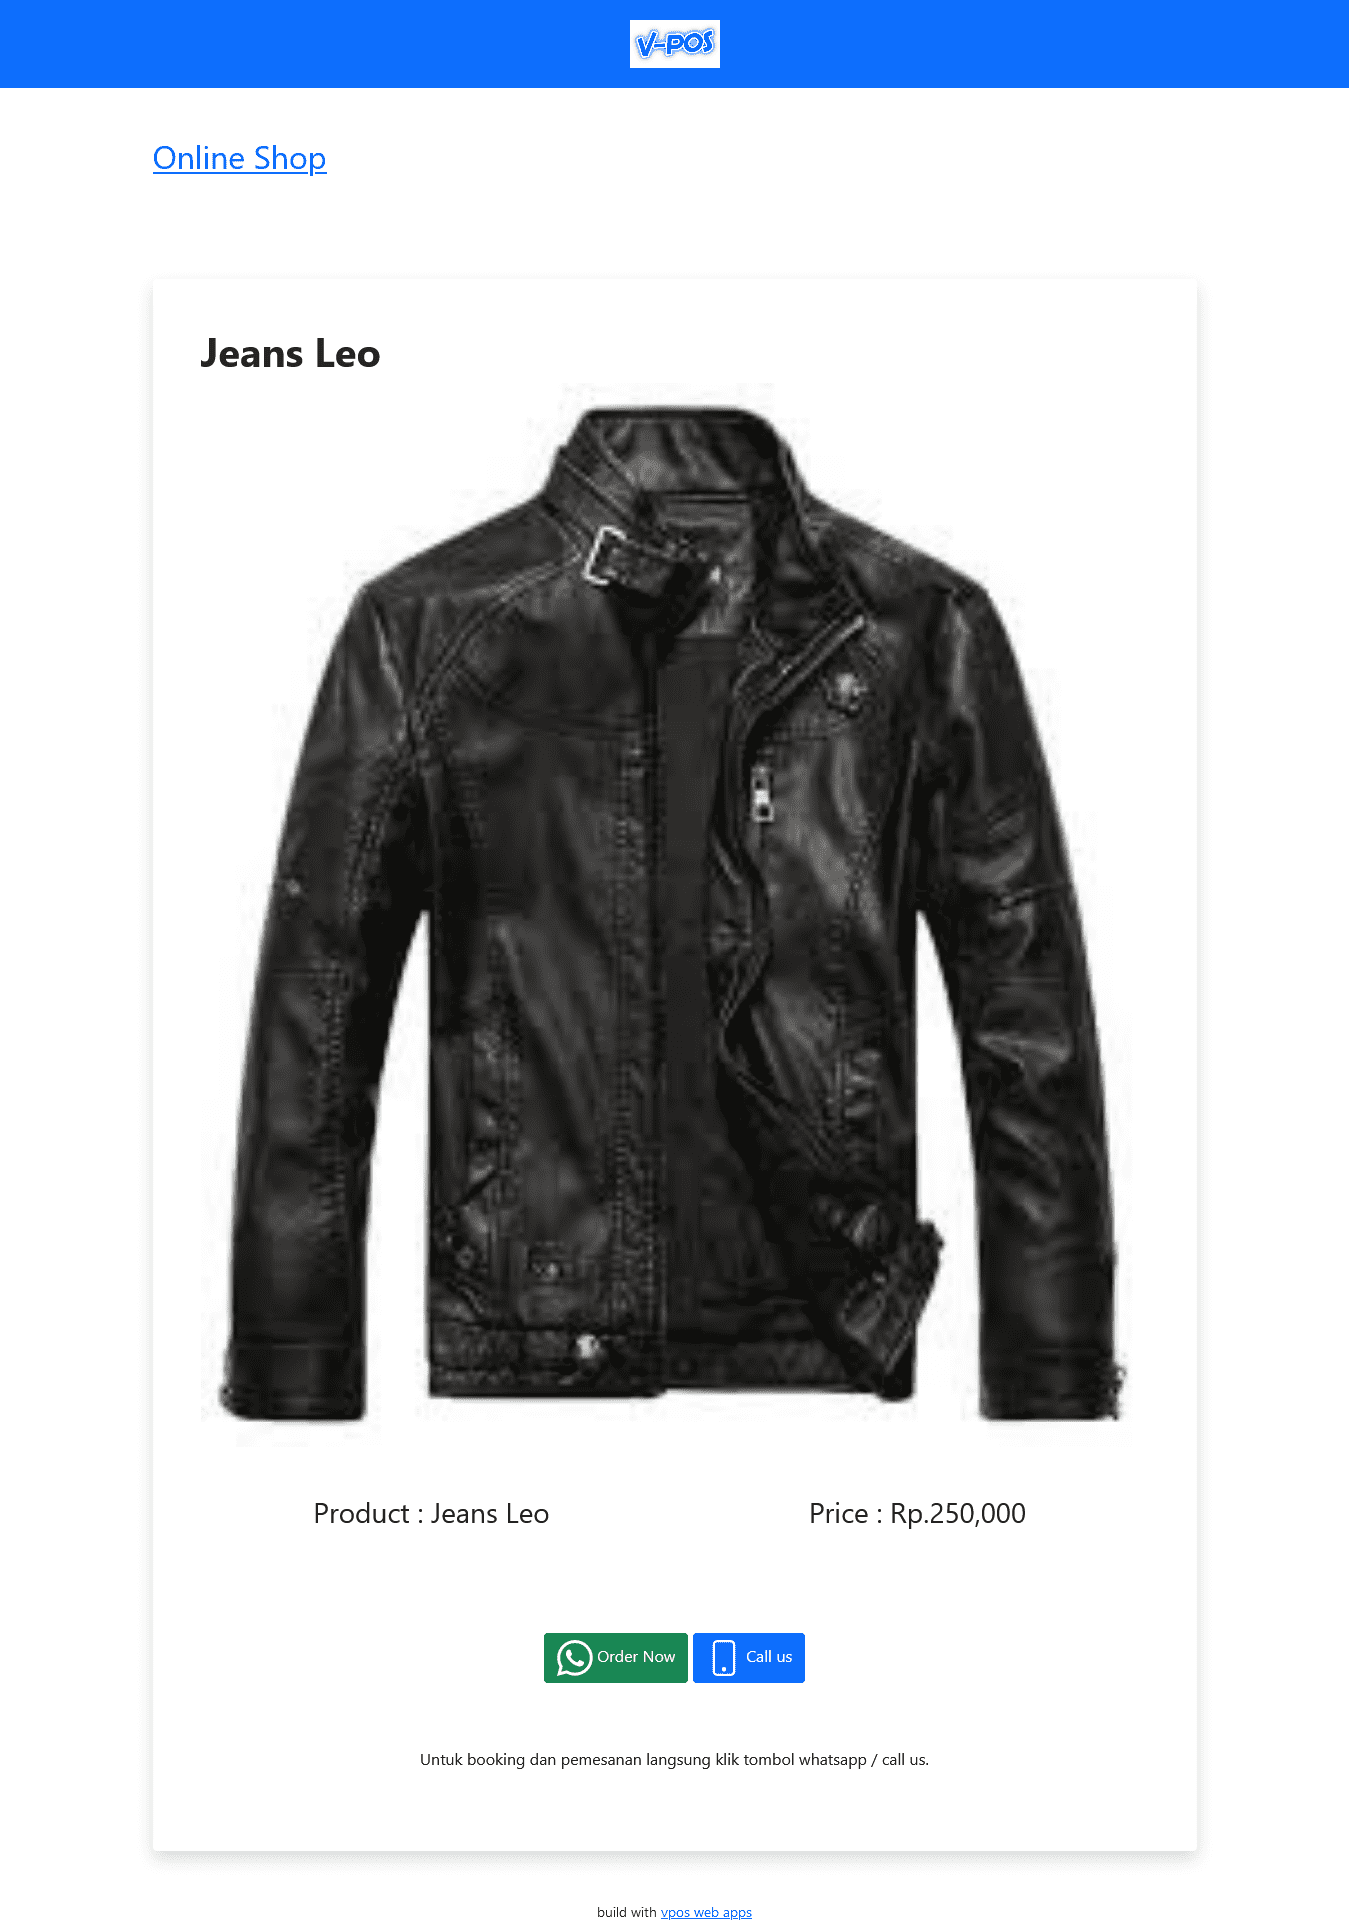 V-POS
Online Shop
Jeans Leo
Product : Jeans Leo
Price : Rp.250,000
Order Now
Call us
Untuk booking dan pemesanan langsung klik tombol whatsapp / call us.
build with vpos web apps